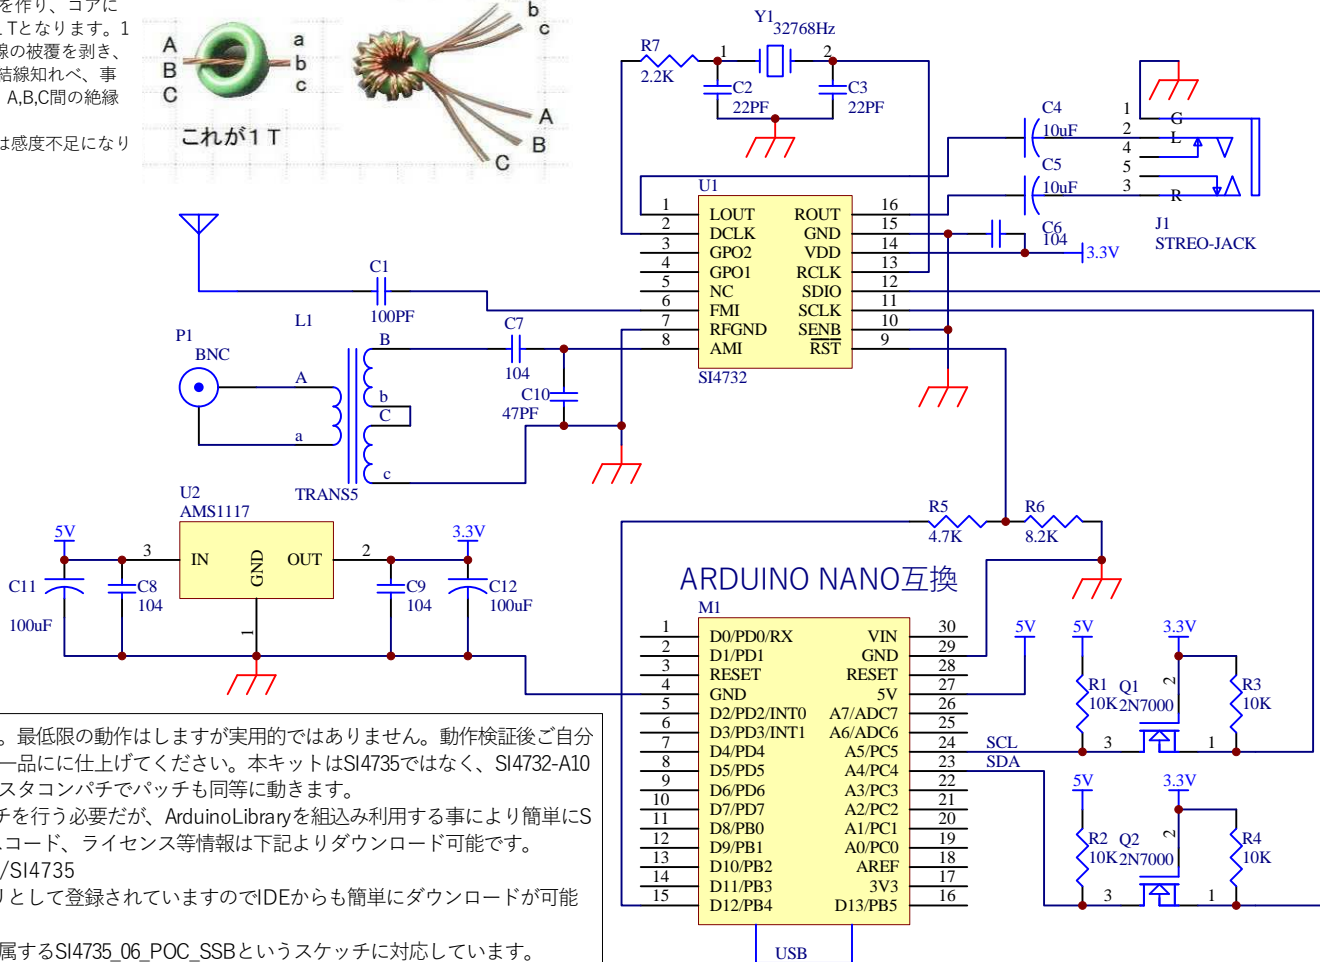 を作り、コアに
Tとなります。1
線の被覆を剥き、
結線知れべ、事
A,B,C間の絶縁
は感度不足になり
A
B
C
a
b
c
これが1T
b
c
A
B
C
Y1
32768Hz
R7
2.2K
1
2
C2
22PF
C3
22PF
C4
10uF
C5
10uF
1
2
4
5
3
G
L
R
J1
STREO-JACK
U1
1 LOUT
2 DCLK
3 GPO2
4 GPO1
5 NC
6 FMI
7 RFGND
8 AMI
ROUT 16
GND 15
VDD 14
RCLK 13
SDIO 12
SCLK 11
SENB 10
RST 9
SI4732
C6
104
3.3V
C1
100PF
L1
P1
BNC
A
a
B
b
C
c
TRANS5
C7
104
C10
47PF
U2
AMS1117
5V
3 IN
GND
OUT 2
1
3.3V
C11
100uF
C8
104
C9
104
C12
100uF
R5
4.7K
R6
8.2K
ARDUINO NANO互換
M1
1 D0/PD0/RX
2 D1/PD1
3 RESET
4 GND
5 D2/PD2/INT0
6 D3/PD3/INT1
7 D4/PD4
8 D5/PD5
9 D6/PD6
10 D7/PD7
11 D8/PB0
12 D9/PB1
13 D10/PB2
14 D11/PB3
15 D12/PB4
VIN 30
GND 29
RESET 28
5V 27
A7/ADC7 26
A6/ADC6 25
A5/PC5 24
A4/PC4 23
A3/PC3 22
A2/PC2 21
A1/PC1 20
A0/PC0 19
AREF 18
3V3 17
D13/PB5 16
USB
SCL
SDA
5V
5V
3.3V
R1
10K
Q1
2N7000
2
3
1
R3
10K
5V
3.3V
R2
10K
Q2
2N7000
2
3
1
R4
10K
。最低限の動作はしますが実用的ではありません。動作検証後ご自分
一品にに仕上げてください。本キットはSI4735ではなく、SI4732-A10
スタコンパチでパッチも同等に動きます。
チを行う必要だが、ArduinoLibraryを組込み利用する事により簡単にS
スコード、ライセンス等情報は下記よりダウンロード可能です。
/SI4735
リとして登録されていますのでIDEからも簡単にダウンロードが可能
属するSI4735_06_POC_SSBというスケッチに対応しています。